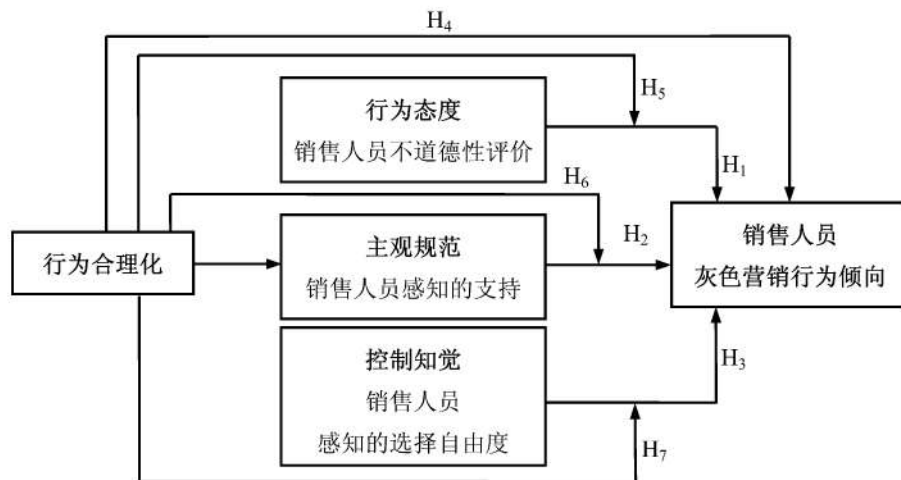 H₄
H₅
行为态度
销售人员不道德性评价
H₁
H₆
行为合理化
主观规范
销售人员感知的支持
H₂
销售人员
灰色营销行为倾向
控制知觉
销售人员
感知的选择自由度
H₃
H₇